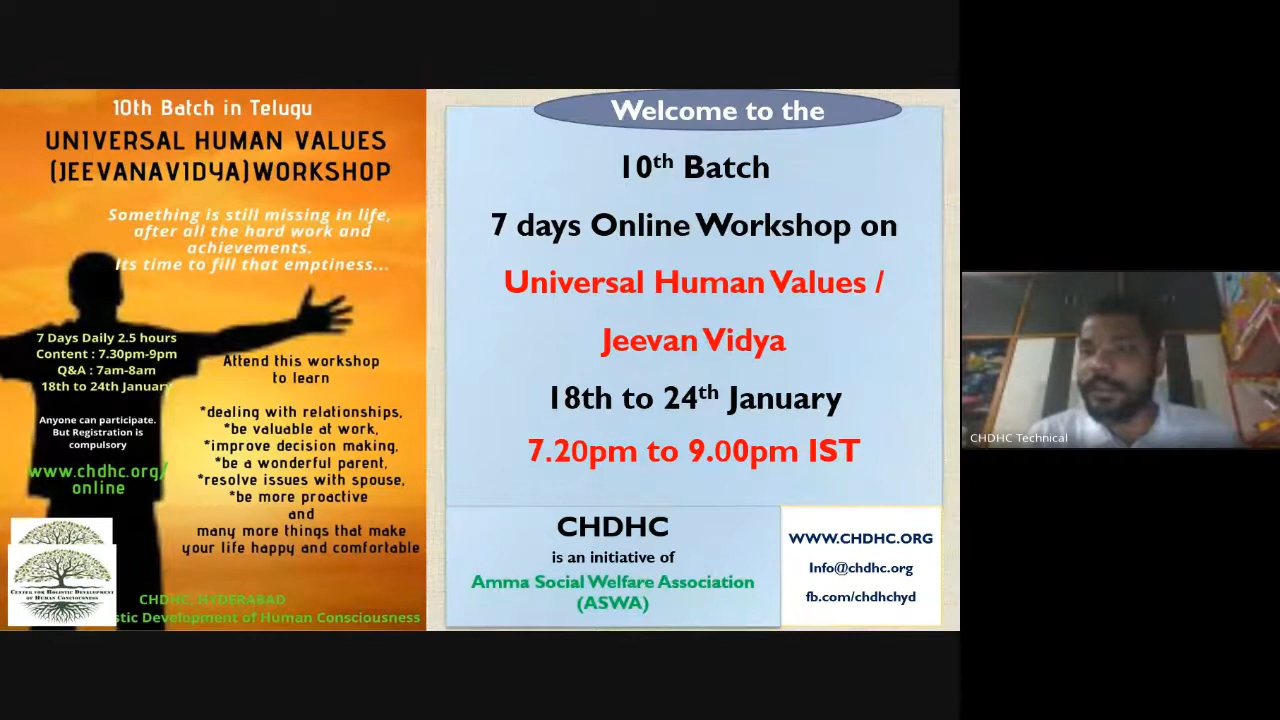 10th Batch in Telugu
UNIVERSAL HUMAN VALUES
(JEEVANAVIDYA)WORKSHOP
Something is still missing in life,
after all the hard work and
achievements.
Its time to fill that emptiness...
7 Days Daily 2.5 hours
Content : 7.30pm-9pm
Q&A : 7am-8am
18th to 24th January
Anyone can participate.
But Registration is
compulsory
www.chdhc.org/
online
Attend this workshop
to learn
*dealing with relationships,
*be valuable at work,
*improve decision making,
*be a wonderful parent,
*resolve issues with spouse,
*be more proactive
and
many more things that make
your life happy and comfortable
CENTER FOR HOLISTIC DEVELOPMENT
OF HUMAN CONCIOUSNESS
CHDHC, HYDERABAD
stic Development of Human Consciousness
Welcome to the
10th Batch
7 days Online Workshop on
Universal Human Values /
Jeevan Vidya
18th to 24th January
7.20pm to 9.00pm IST
CHDHC
is an initiative of
Amma Social Welfare Association
(ASWA)
WWW.CHDHC.ORG
Info@chdhc.org
fb.com/chdhchyd
CHDHC Technical